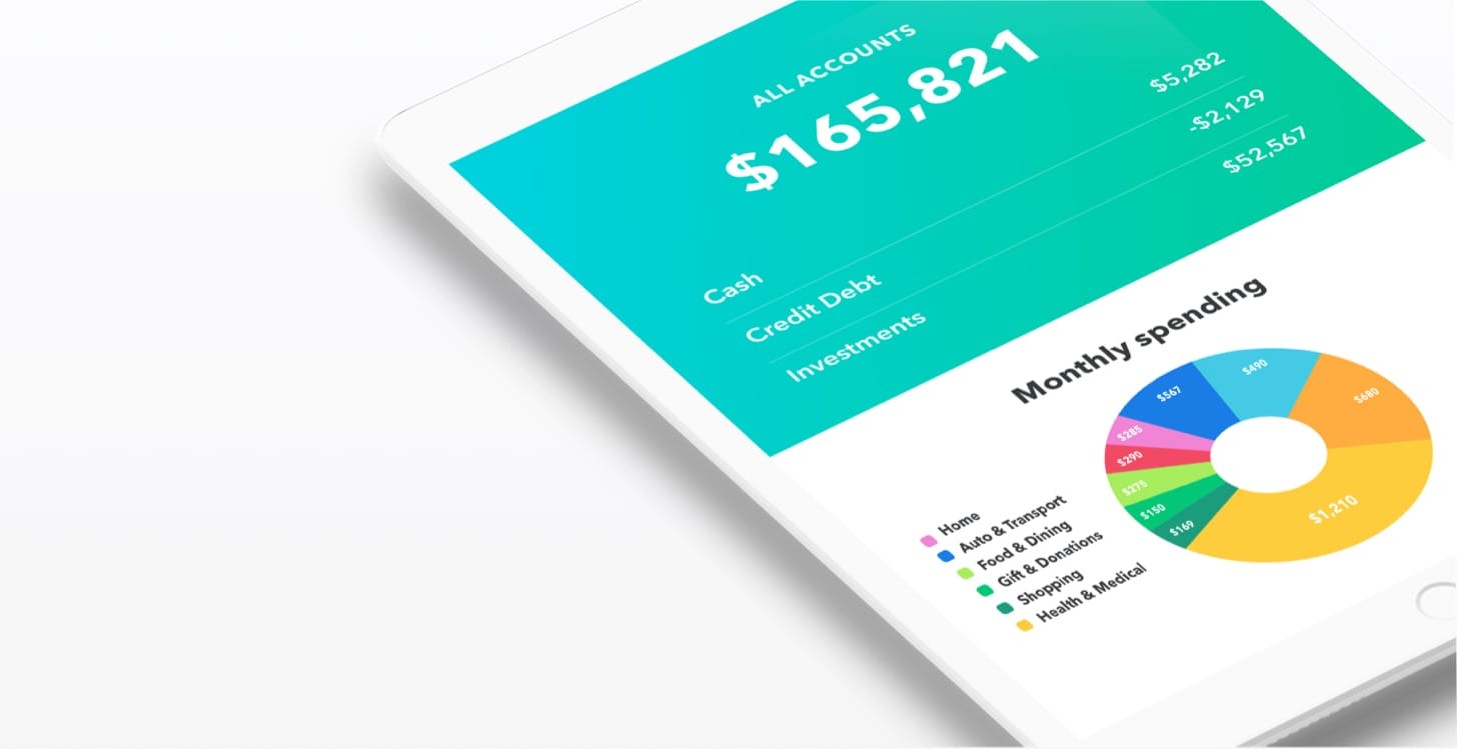 ALL ACCOUNTS
$165,821
Cash $5,282
Credit Debt -$2,129
Investments $52,567
Monthly spending
$490
$567
$680
$285
$290
$275
$150
$169
$1,210
Home
Auto & Transport
Food & Dining
Gift & Donations
Shopping
Health & Medical